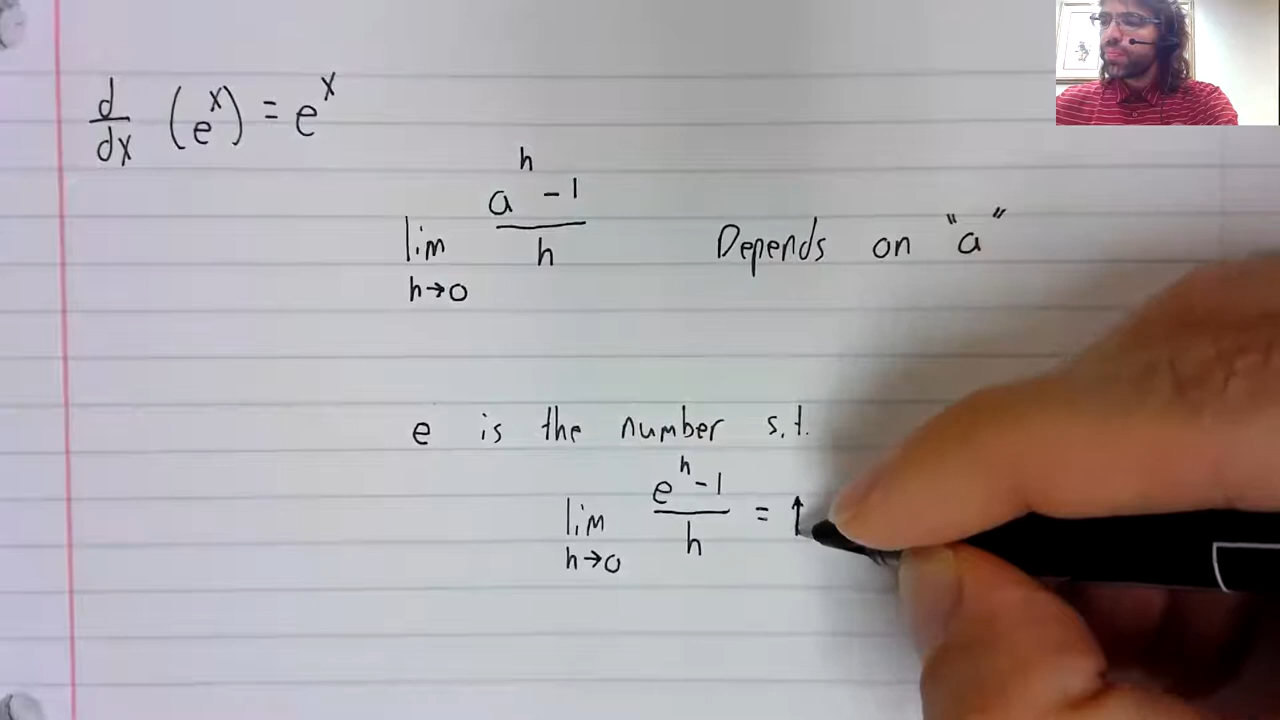 d/dx (e^x) = e^x
lim h→0 (a^h - 1)/h Depends on "a"
e is the number s.t.
lim h→0 (e^h - 1)/h = 1